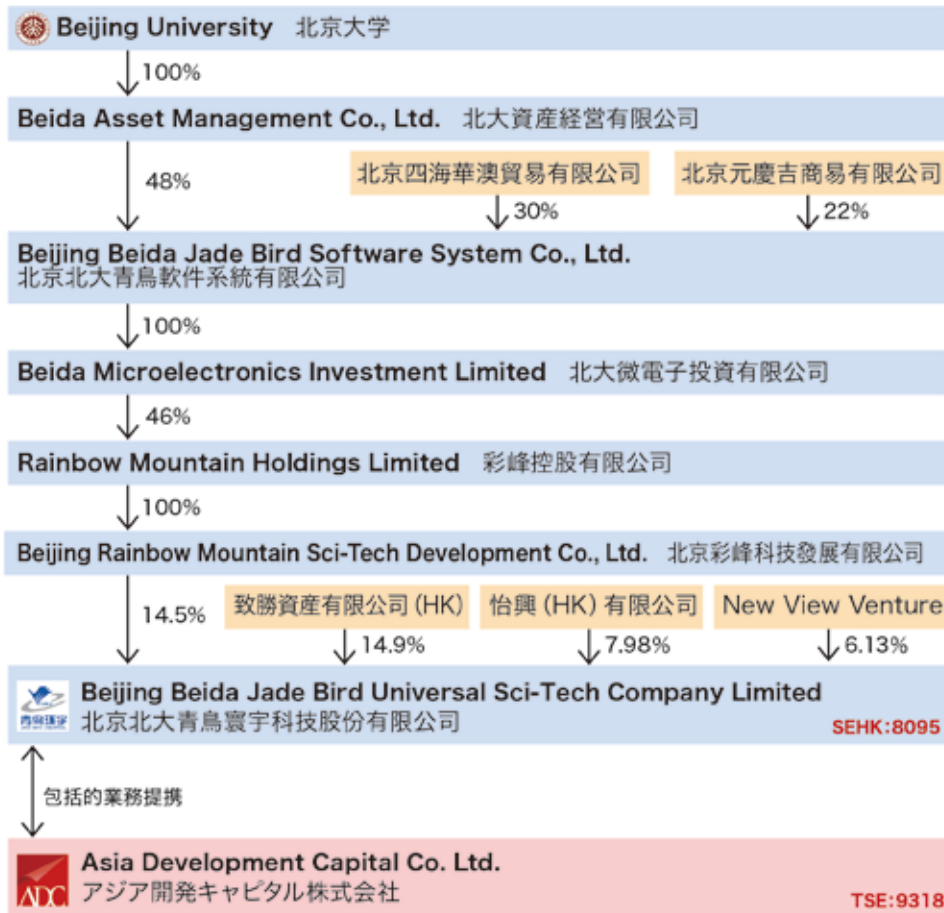 Beijing University 北京大学
100%
Beida Asset Management Co., Ltd. 北大資産経営有限公司
48%
北京四海華澳貿易有限公司
30%
北京元慶吉商易有限公司
22%
Beijing Beida Jade Bird Software System Co., Ltd.
北京北大青鳥軟件系統有限公司
100%
Beida Microelectronics Investment Limited 北大微電子投資有限公司
46%
Rainbow Mountain Holdings Limited 彩峰控股有限公司
100%
Beijing Rainbow Mountain Sci-Tech Development Co., Ltd. 北京彩峰科技發展有限公司
14.5%
致勝資産有限公司(HK)
14.9%
怡興(HK)有限公司
7.98%
New View Venture
6.13%
Beijing Beida Jade Bird Universal Sci-Tech Company Limited
北京北大青鳥寰宇科技股份有限公司
SEHK:8095
包括的業務提携
ADC
Asia Development Capital Co. Ltd.
アジア開発キャピタル株式会社
TSE:9318